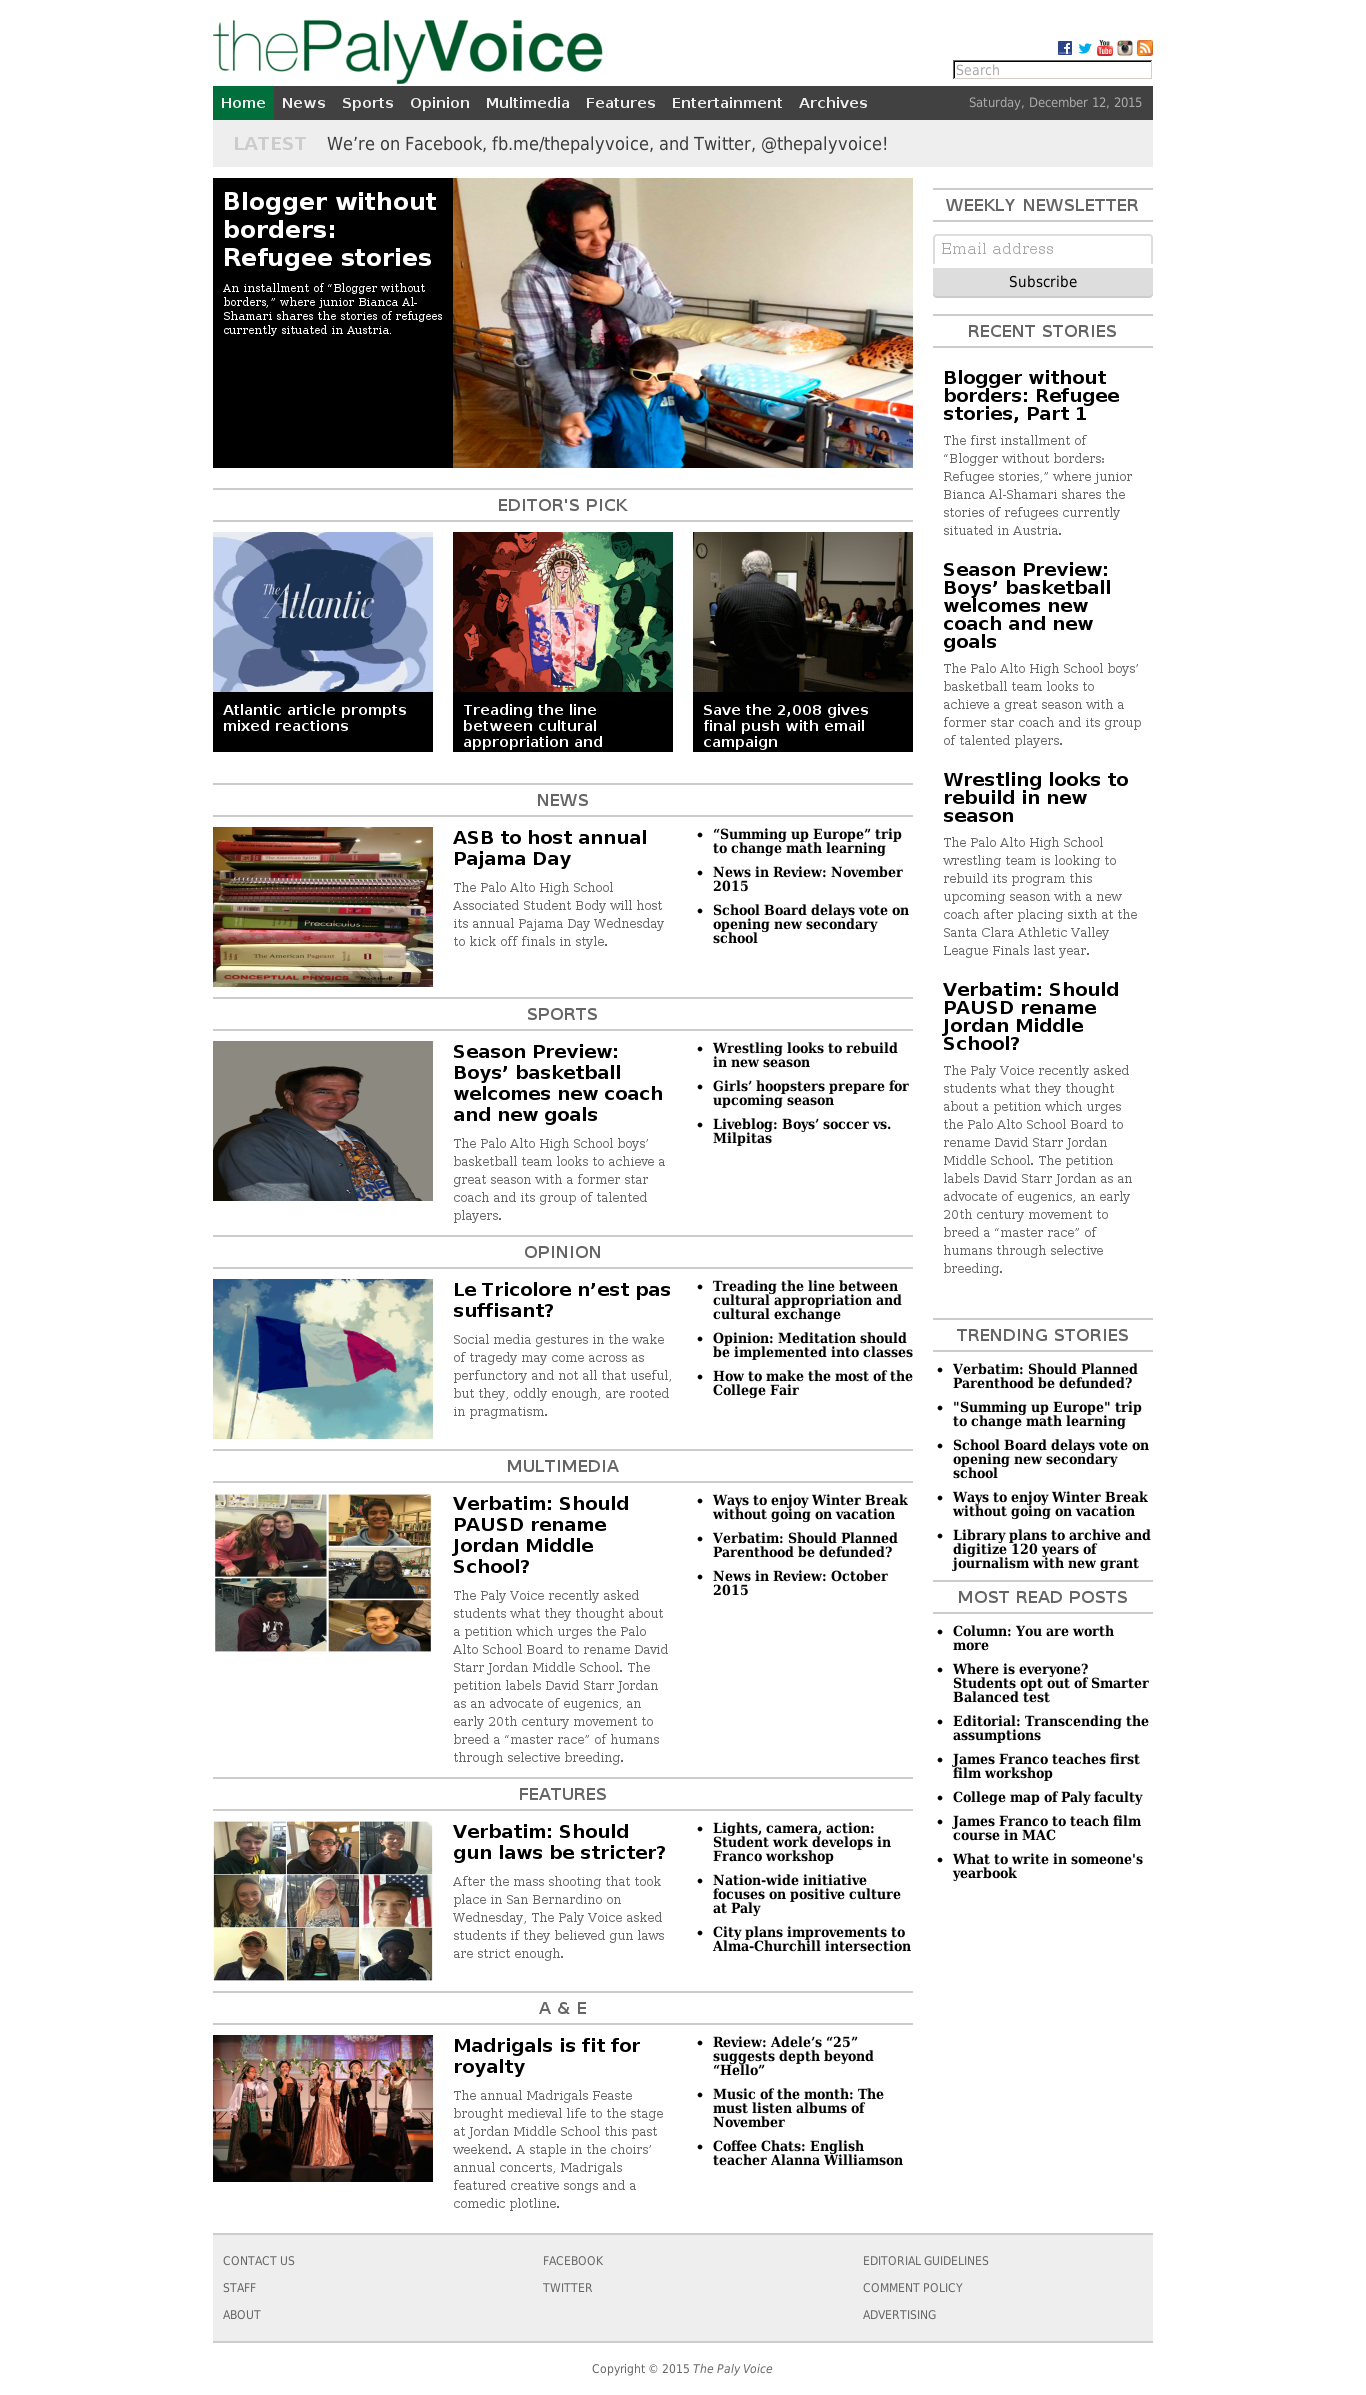 thePalyVoice
Search
Home News Sports Opinion Multimedia Features Entertainment Archives
Saturday, December 12, 2015
LATEST We’re on Facebook, fb.me/thepalyvoice, and Twitter, @thepalyvoice!
Blogger without
borders:
Refugee stories
An installment of “Blogger without
borders,” where junior Bianca Al-
Shamari shares the stories of refugees
currently situated in Austria.
EDITOR'S PICK
The Atlantic
Atlantic article prompts
mixed reactions
Treading the line
between cultural
appropriation and
Save the 2,008 gives
final push with email
campaign
NEWS
Precalculus
The American Pageant
CONCEPTUAL PHYSICS
ASB to host annual
Pajama Day
The Palo Alto High School
Associated Student Body will host
its annual Pajama Day Wednesday
to kick off finals in style.
“Summing up Europe” trip
to change math learning
News in Review: November
2015
School Board delays vote on
opening new secondary
school
SPORTS
Season Preview:
Boys’ basketball
welcomes new coach
and new goals
The Palo Alto High School boys’
basketball team looks to achieve a
great season with a former star
coach and its group of talented
players.
Wrestling looks to rebuild
in new season
Girls’ hoopsters prepare for
upcoming season
Liveblog: Boys’ soccer vs.
Milpitas
OPINION
Le Tricolore n’est pas
suffisant?
Social media gestures in the wake
of tragedy may come across as
perfunctory and not all that useful,
but they, oddly enough, are rooted
in pragmatism.
Treading the line between
cultural appropriation and
cultural exchange
Opinion: Meditation should
be implemented into classes
How to make the most of the
College Fair
MULTIMEDIA
Verbatim: Should
PAUSD rename
Jordan Middle
School?
The Paly Voice recently asked
students what they thought about
a petition which urges the Palo
Alto School Board to rename David
Starr Jordan Middle School. The
petition labels David Starr Jordan
as an advocate of eugenics, an
early 20th century movement to
breed a “master race” of humans
through selective breeding.
Ways to enjoy Winter Break
without going on vacation
Verbatim: Should Planned
Parenthood be defunded?
News in Review: October
2015
FEATURES
Verbatim: Should
gun laws be stricter?
After the mass shooting that took
place in San Bernardino on
Wednesday, The Paly Voice asked
students if they believed gun laws
are strict enough.
Lights, camera, action:
Student work develops in
Franco workshop
Nation-wide initiative
focuses on positive culture
at Paly
City plans improvements to
Alma-Churchill intersection
A & E
Madrigals is fit for
royalty
The annual Madrigals Feaste
brought medieval life to the stage
at Jordan Middle School this past
weekend. A staple in the choirs’
annual concerts, Madrigals
featured creative songs and a
comedic plotline.
Review: Adele’s “25”
suggests depth beyond
“Hello”
Music of the month: The
must listen albums of
November
Coffee Chats: English
teacher Alanna Williamson
WEEKLY NEWSLETTER
Email address
Subscribe
RECENT STORIES
Blogger without
borders: Refugee
stories, Part 1
The first installment of
“Blogger without borders:
Refugee stories,” where junior
Bianca Al-Shamari shares the
stories of refugees currently
situated in Austria.
Season Preview:
Boys’ basketball
welcomes new
coach and new
goals
The Palo Alto High School boys’
basketball team looks to
achieve a great season with a
former star coach and its group
of talented players.
Wrestling looks to
rebuild in new
season
The Palo Alto High School
wrestling team is looking to
rebuild its program this
upcoming season with a new
coach after placing sixth at the
Santa Clara Athletic Valley
League Finals last year.
Verbatim: Should
PAUSD rename
Jordan Middle
School?
The Paly Voice recently asked
students what they thought
about a petition which urges
the Palo Alto School Board to
rename David Starr Jordan
Middle School. The petition
labels David Starr Jordan as an
advocate of eugenics, an early
20th century movement to
breed a “master race” of
humans through selective
breeding.
TRENDING STORIES
Verbatim: Should Planned
Parenthood be defunded?
"Summing up Europe" trip
to change math learning
School Board delays vote on
opening new secondary
school
Ways to enjoy Winter Break
without going on vacation
Library plans to archive and
digitize 120 years of
journalism with new grant
MOST READ POSTS
Column: You are worth
more
Where is everyone?
Students opt out of Smarter
Balanced test
Editorial: Transcending the
assumptions
James Franco teaches first
film workshop
College map of Paly faculty
James Franco to teach film
course in MAC
What to write in someone's
yearbook
CONTACT US
STAFF
ABOUT
FACEBOOK
TWITTER
EDITORIAL GUIDELINES
COMMENT POLICY
ADVERTISING
Copyright © 2015 The Paly Voice